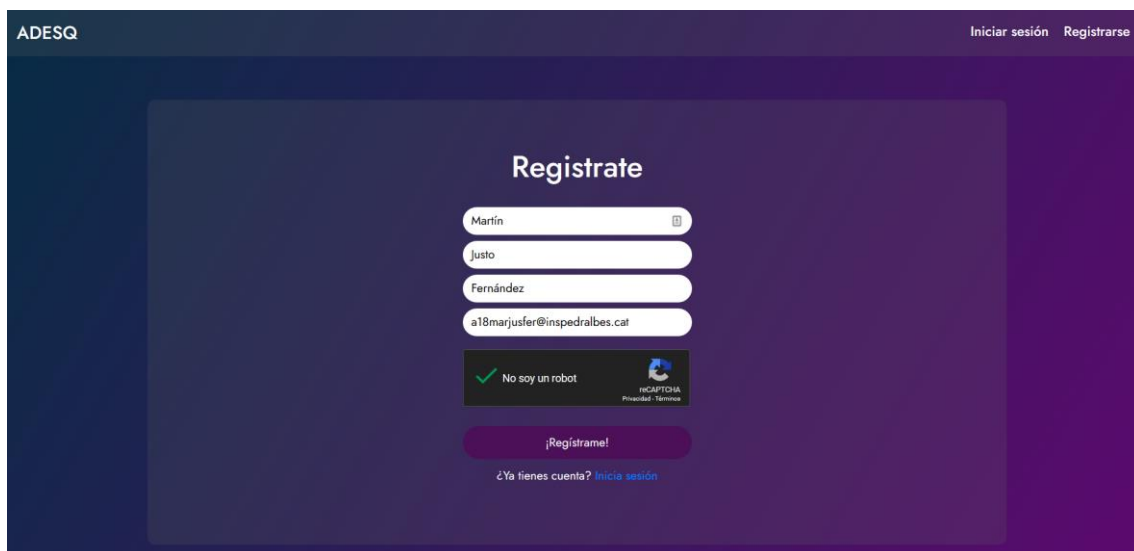 ADESQ
Iniciar sesión Registrarse
Registrate
Martín
Justo
Fernández
a18marjusfer@inspedralbes.cat
No soy un robot
reCAPTCHA
Privacidad - Términos
¡Regístrame!
¿Ya tienes cuenta? Inicia sesión